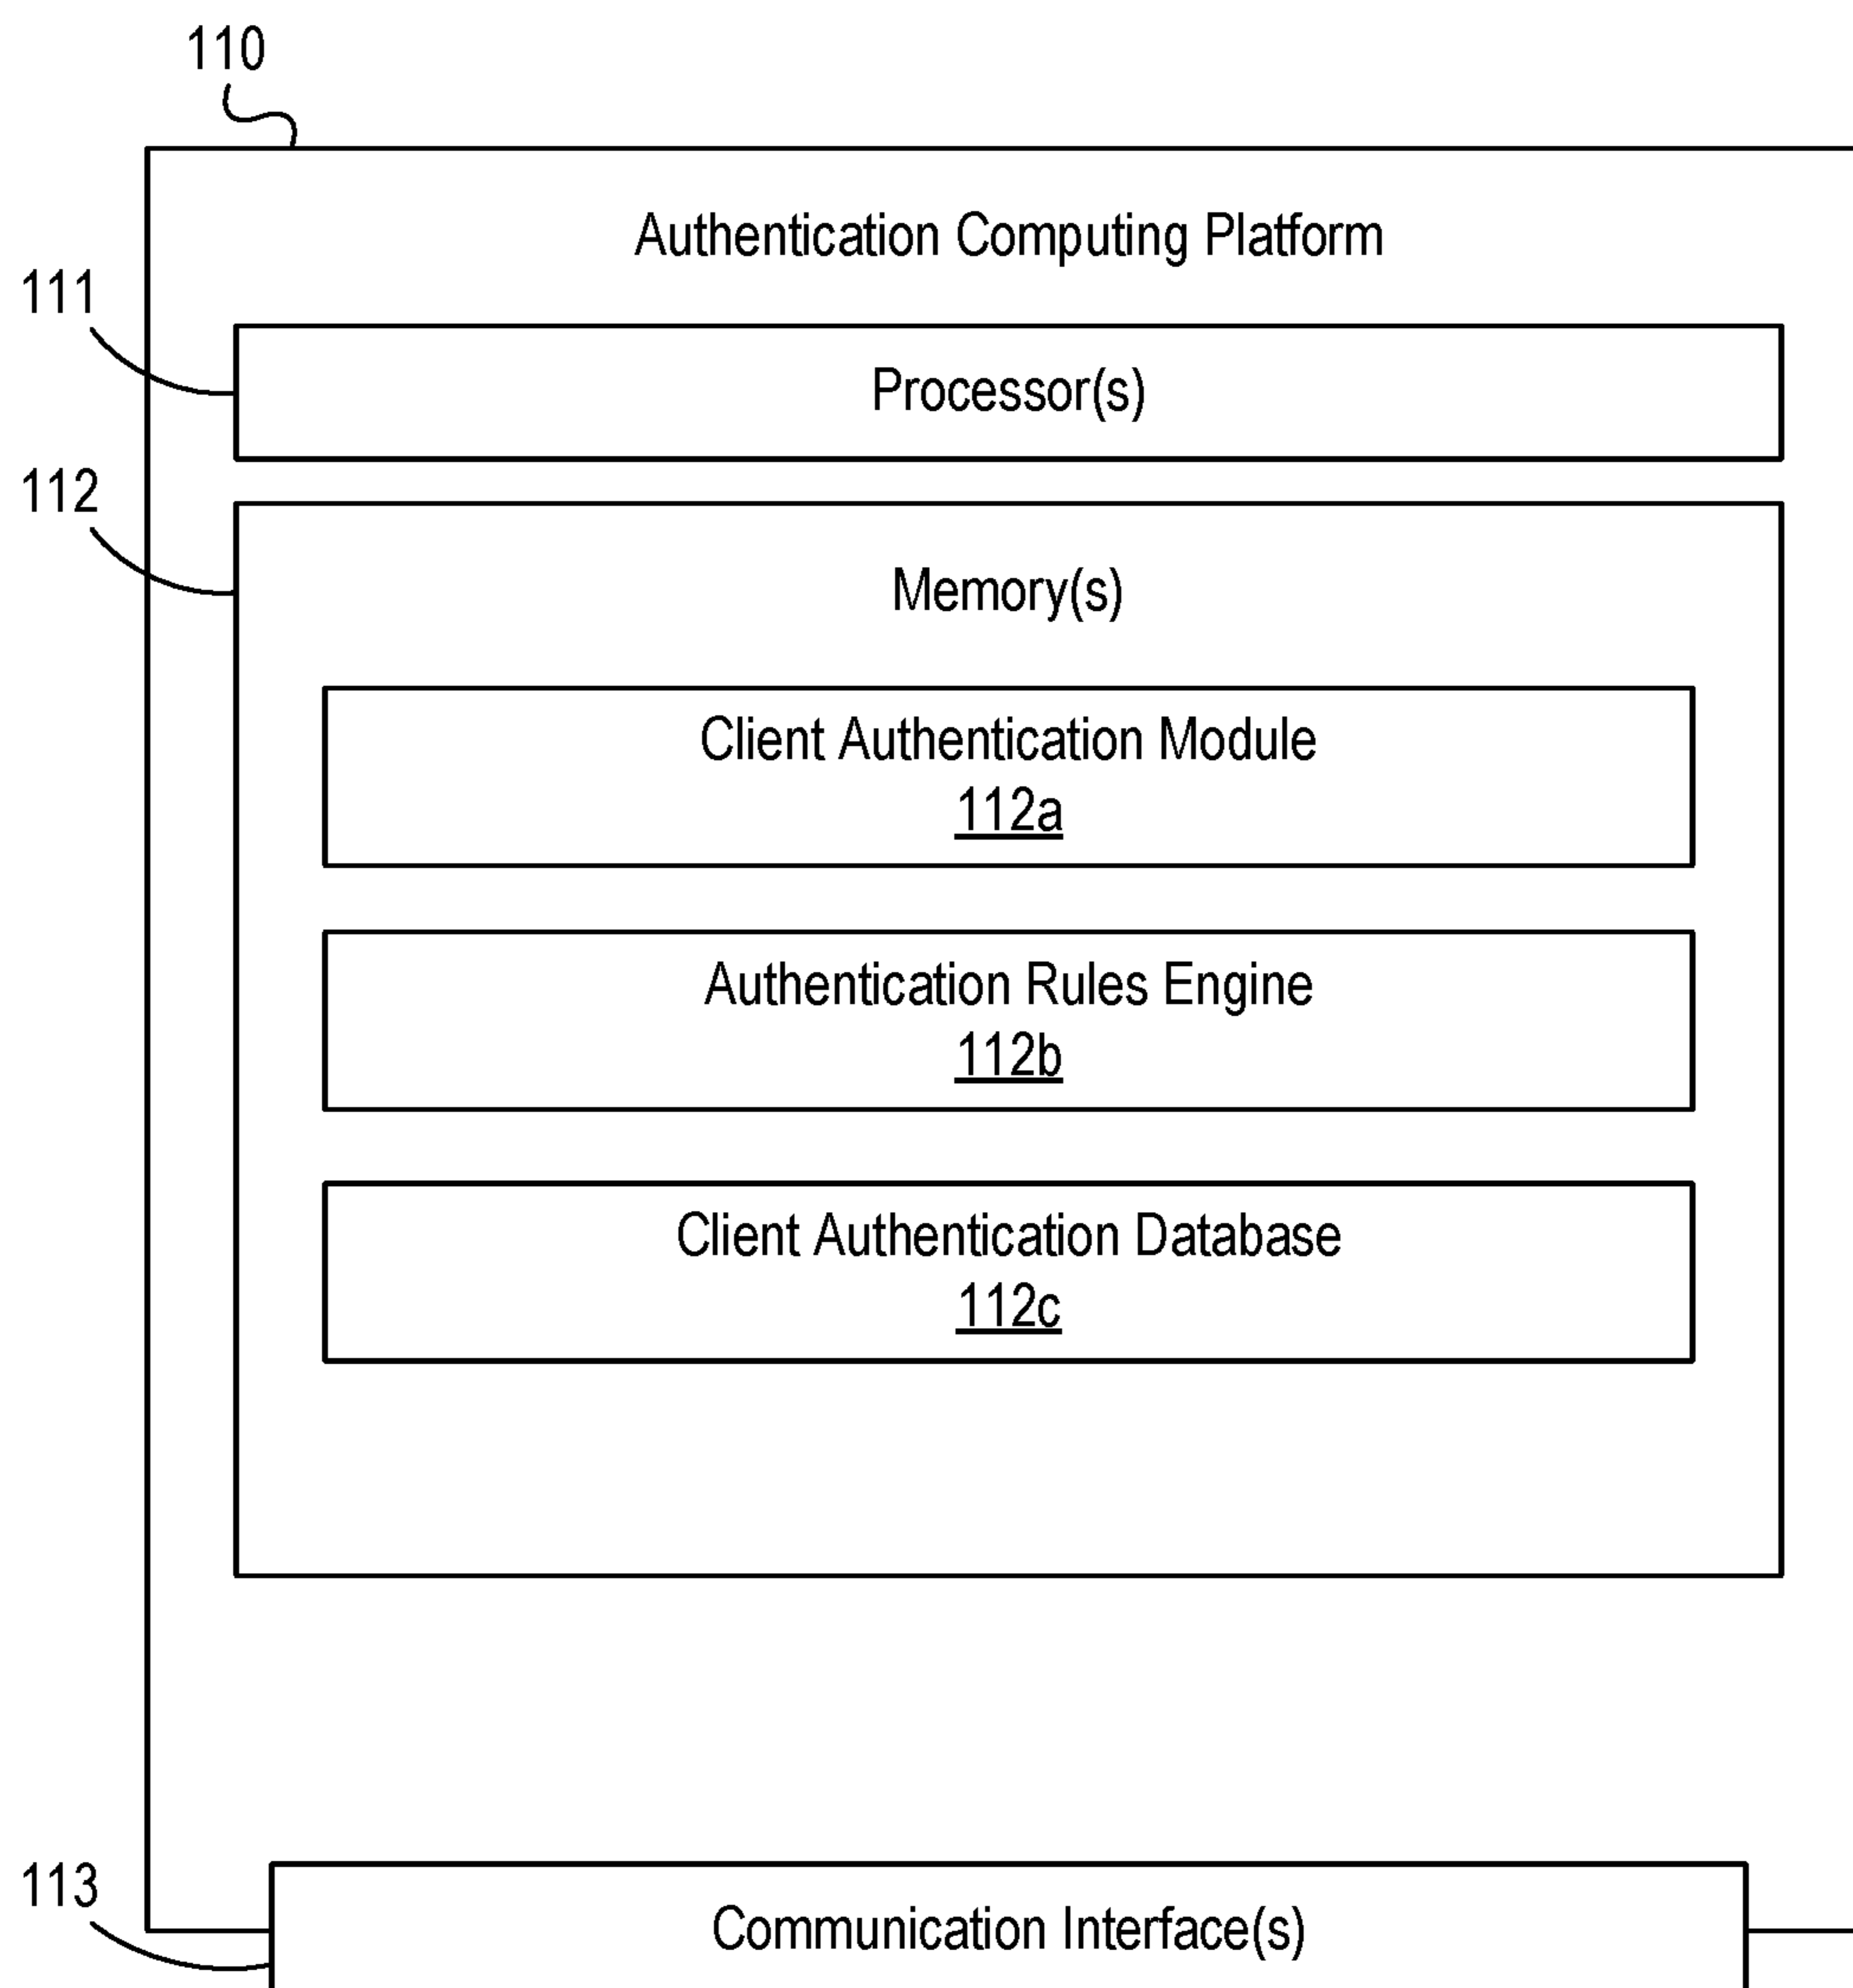 110
Authentication Computing Platform
111
Processor(s)
112
Memory(s)
Client Authentication Module
112a
Authentication Rules Engine
112b
Client Authentication Database
112c
113
Communication Interface(s)